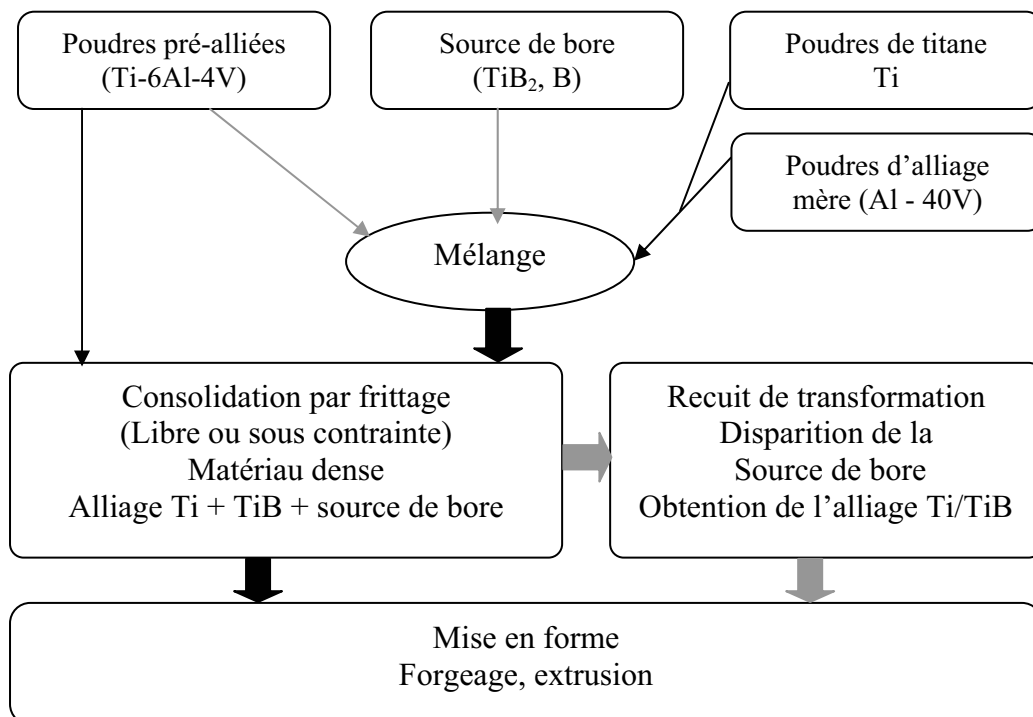 Poudres pré-alliées
(Ti-6Al-4V)
Source de bore
(TiB₂, B)
Poudres de titane
Ti
Poudres d’alliage
mère (Al - 40V)
Mélange
Consolidation par frittage
(Libre ou sous contrainte)
Matériau dense
Alliage Ti + TiB + source de bore
Recuit de transformation
Disparition de la
Source de bore
Obtention de l’alliage Ti/TiB
Mise en forme
Forgeage, extrusion